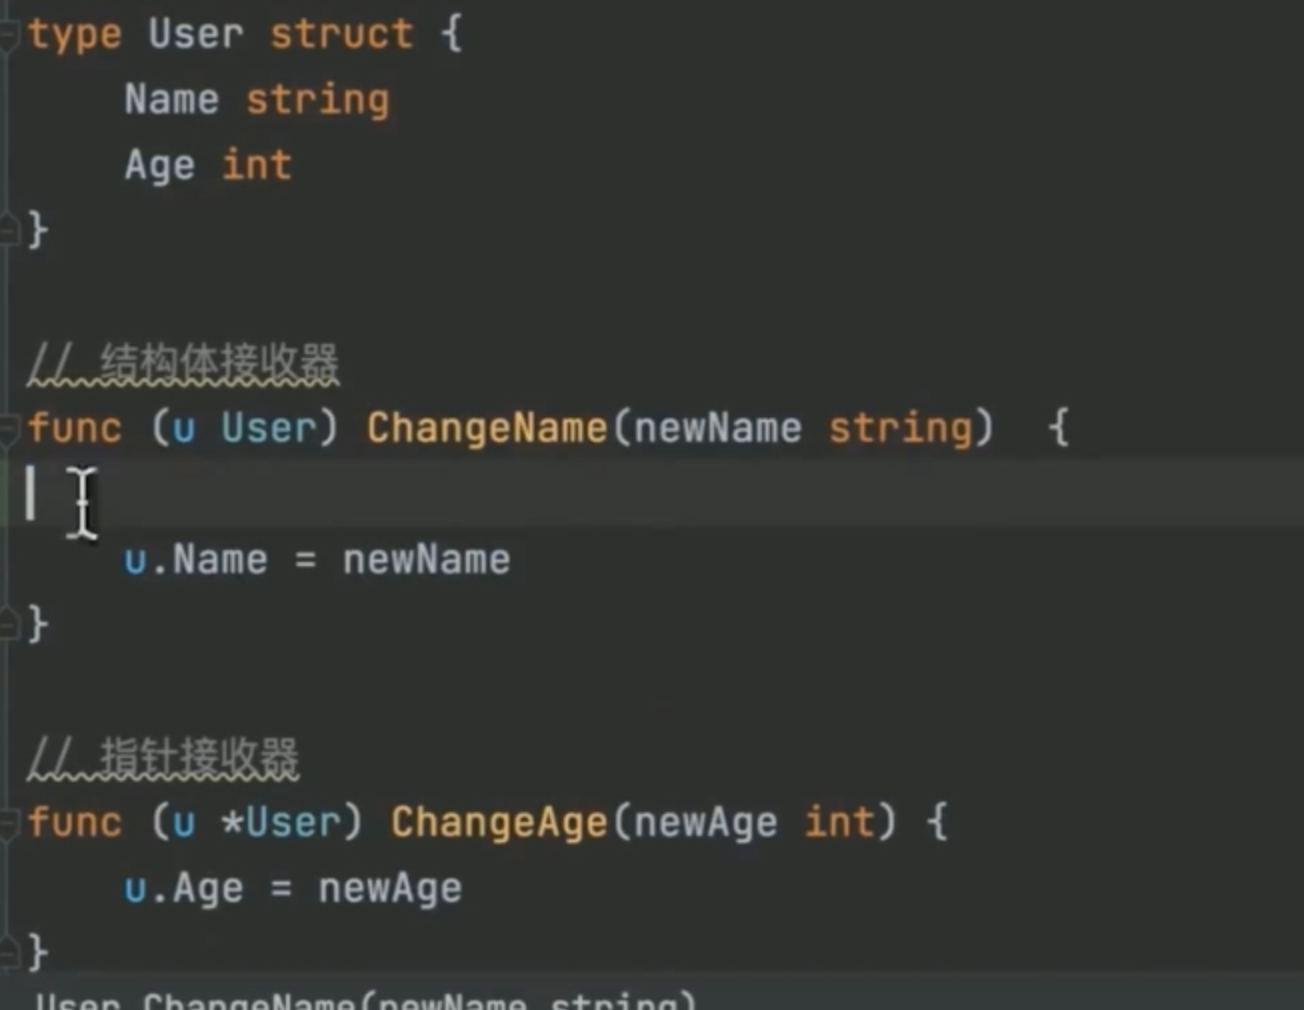 type User struct {
    Name string
    Age int
}
// 结构体接收器
func (u User) ChangeName(newName string)  {
    u.Name = newName
}
// 指针接收器
func (u *User) ChangeAge(newAge int) {
    u.Age = newAge
}
User.ChangeName(newName string)